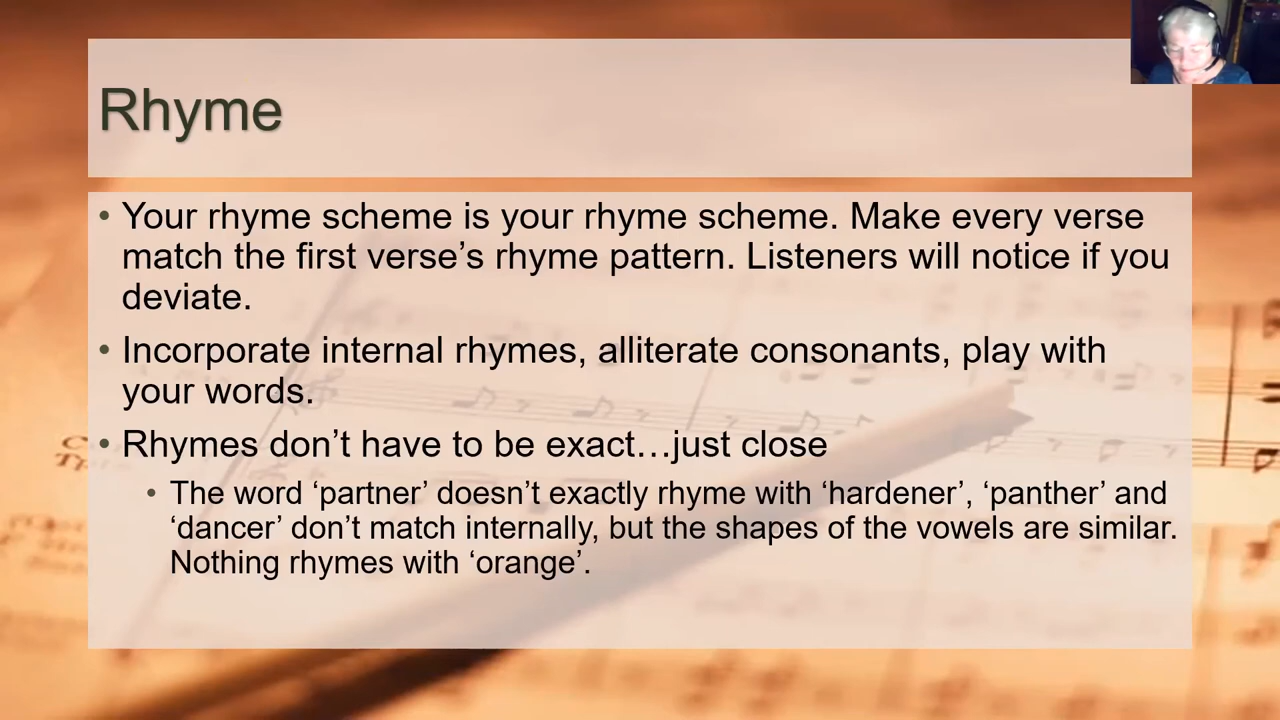 Rhyme
• Your rhyme scheme is your rhyme scheme. Make every verse
match the first verse’s rhyme pattern. Listeners will notice if you
deviate.
• Incorporate internal rhymes, alliterate consonants, play with
your words.
• Rhymes don’t have to be exact…just close
• The word ‘partner’ doesn’t exactly rhyme with ‘hardener’, ‘panther’ and
‘dancer’ don’t match internally, but the shapes of the vowels are similar.
Nothing rhymes with ‘orange’.